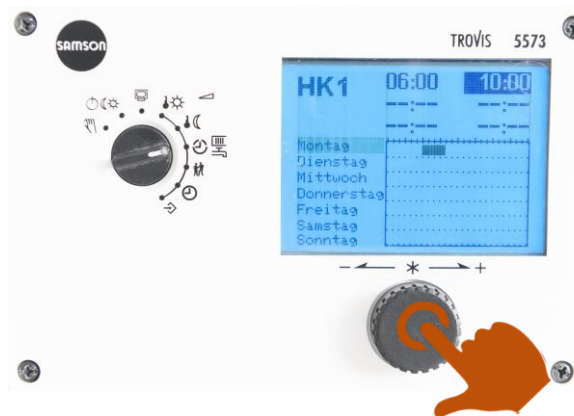 samson
TROVIS 5573
HK1 06:00 10:00
--:-- --:--
--:-- --:--
Montag
Dienstag
Mittwoch
Donnerstag
Freitag
Samstag
Sonntag
- * +